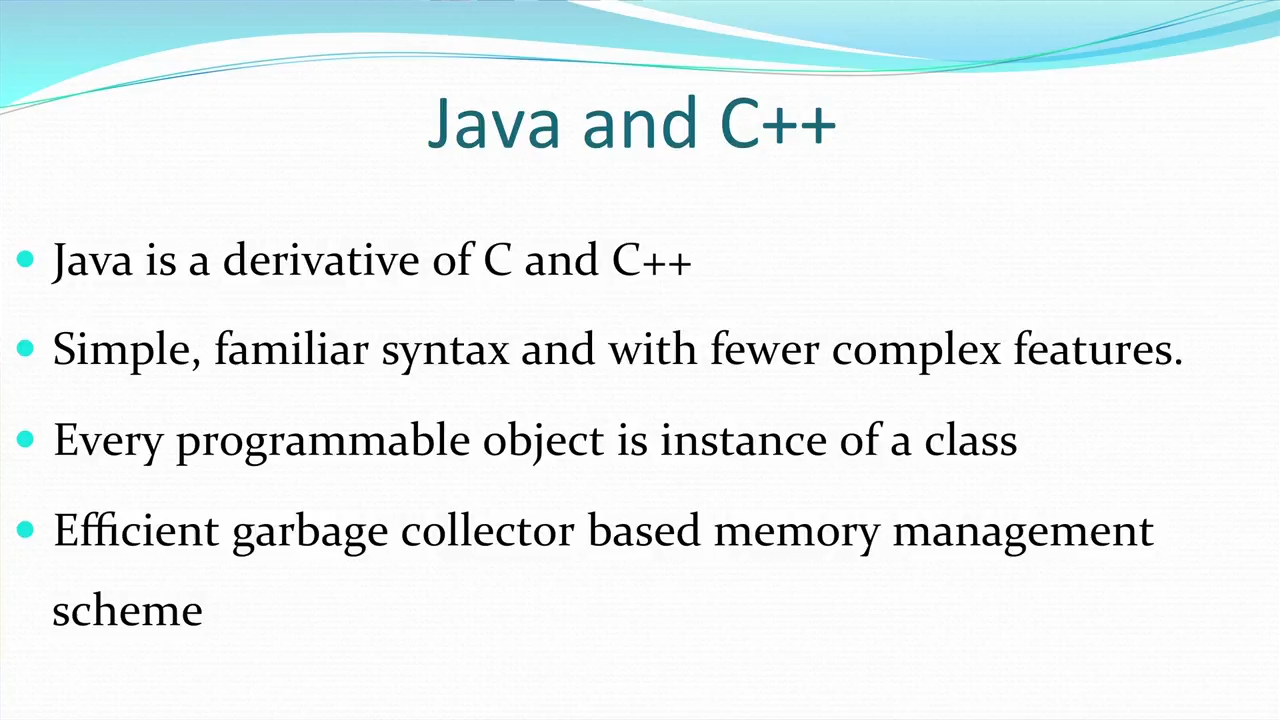 Java and C++
• Java is a derivative of C and C++
• Simple, familiar syntax and with fewer complex features.
• Every programmable object is instance of a class
• Efficient garbage collector based memory management
scheme